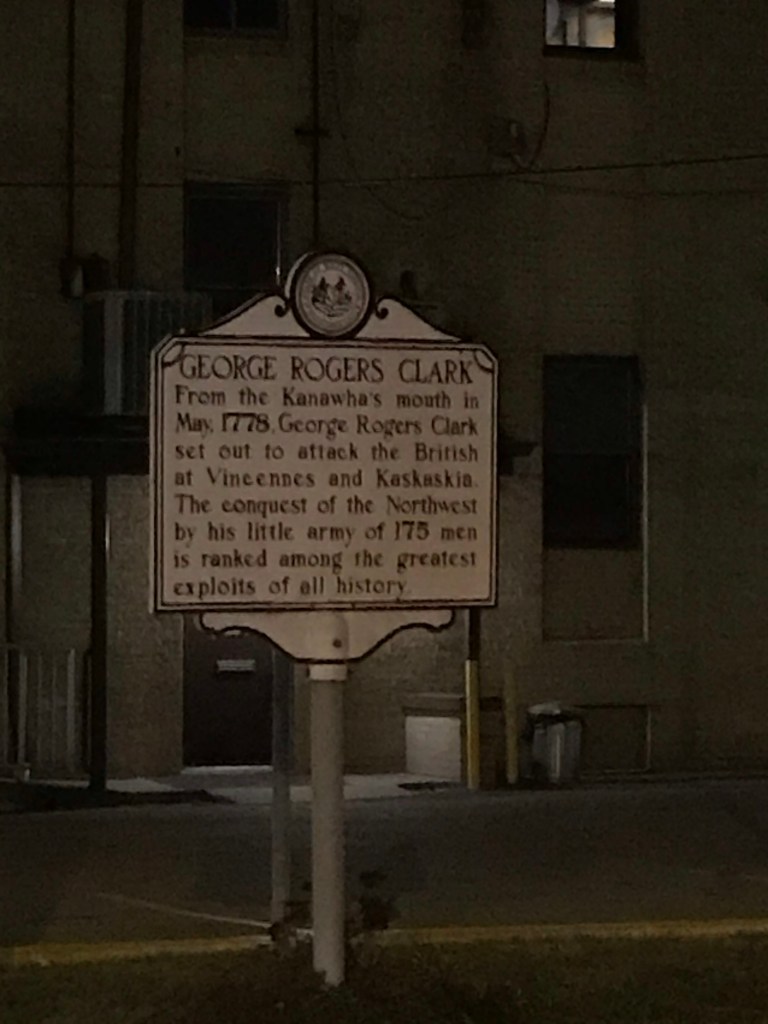 GEORGE ROGERS CLARK
From the Kanawha's mouth in
May, 1778, George Rogers Clark
set out to attack the British
at Vincennes and Kaskaskia.
The conquest of the Northwest
by his little army of 175 men
is ranked among the greatest
exploits of all history.